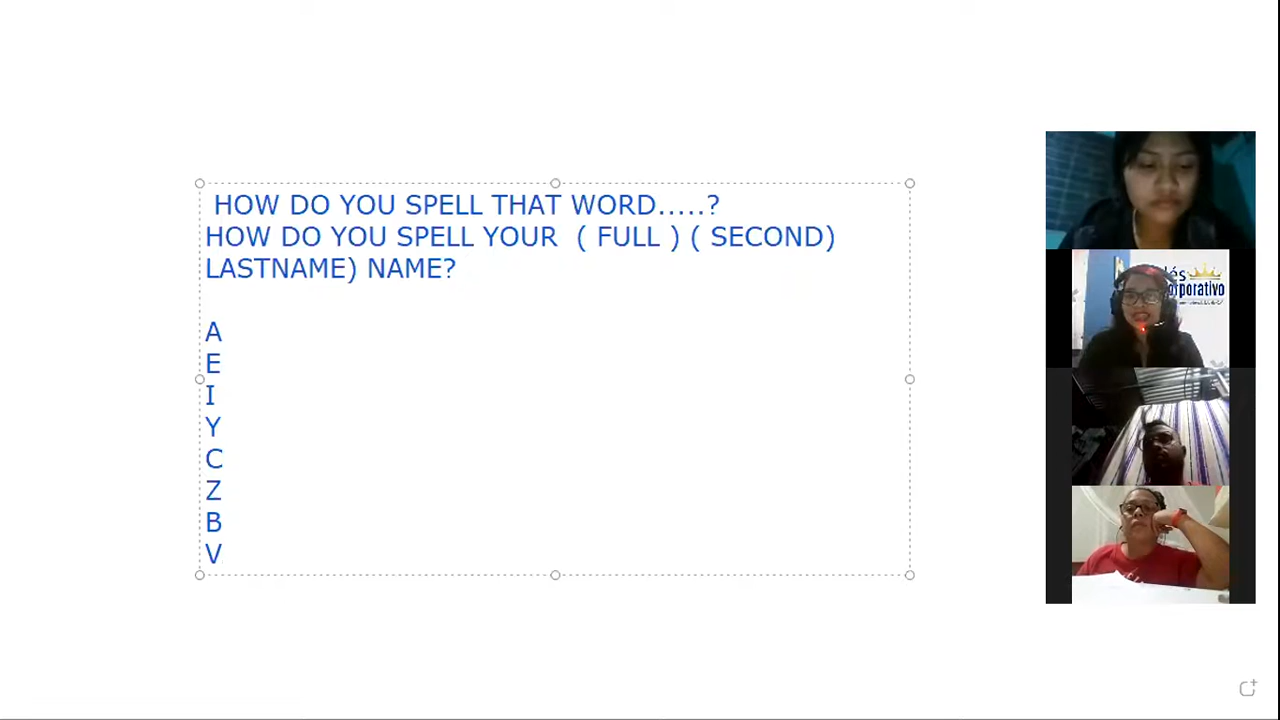 HOW DO YOU SPELL THAT WORD.....?
HOW DO YOU SPELL YOUR  ( FULL ) ( SECOND)
LASTNAME) NAME?
A
E
I
Y
C
Z
B
V